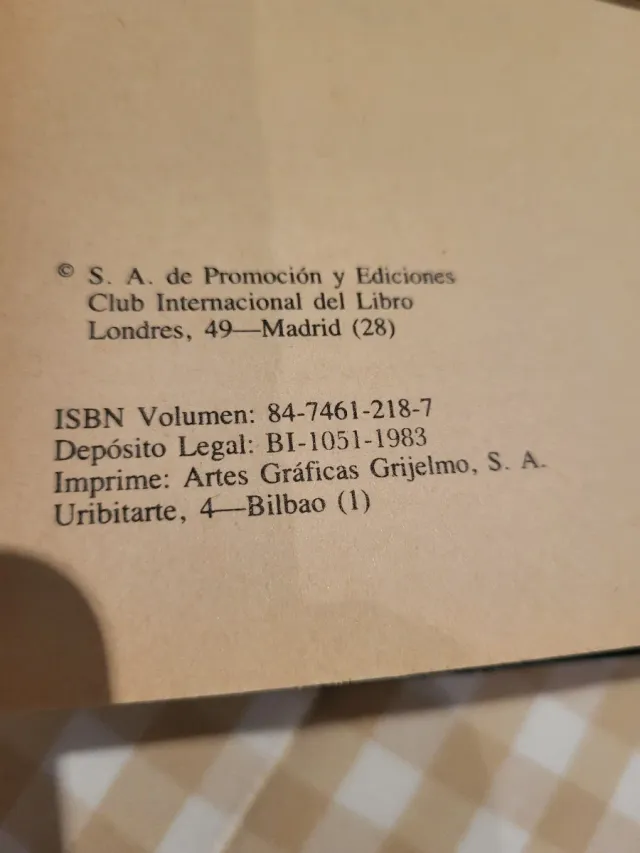 © S. A. de Promoción y Ediciones
Club Internacional del Libro
Londres, 49—Madrid (28)
ISBN Volumen: 84-7461-218-7
Depósito Legal: BI-1051-1983
Imprime: Artes Gráficas Grijelmo, S. A.
Uribitarte, 4—Bilbao (1)